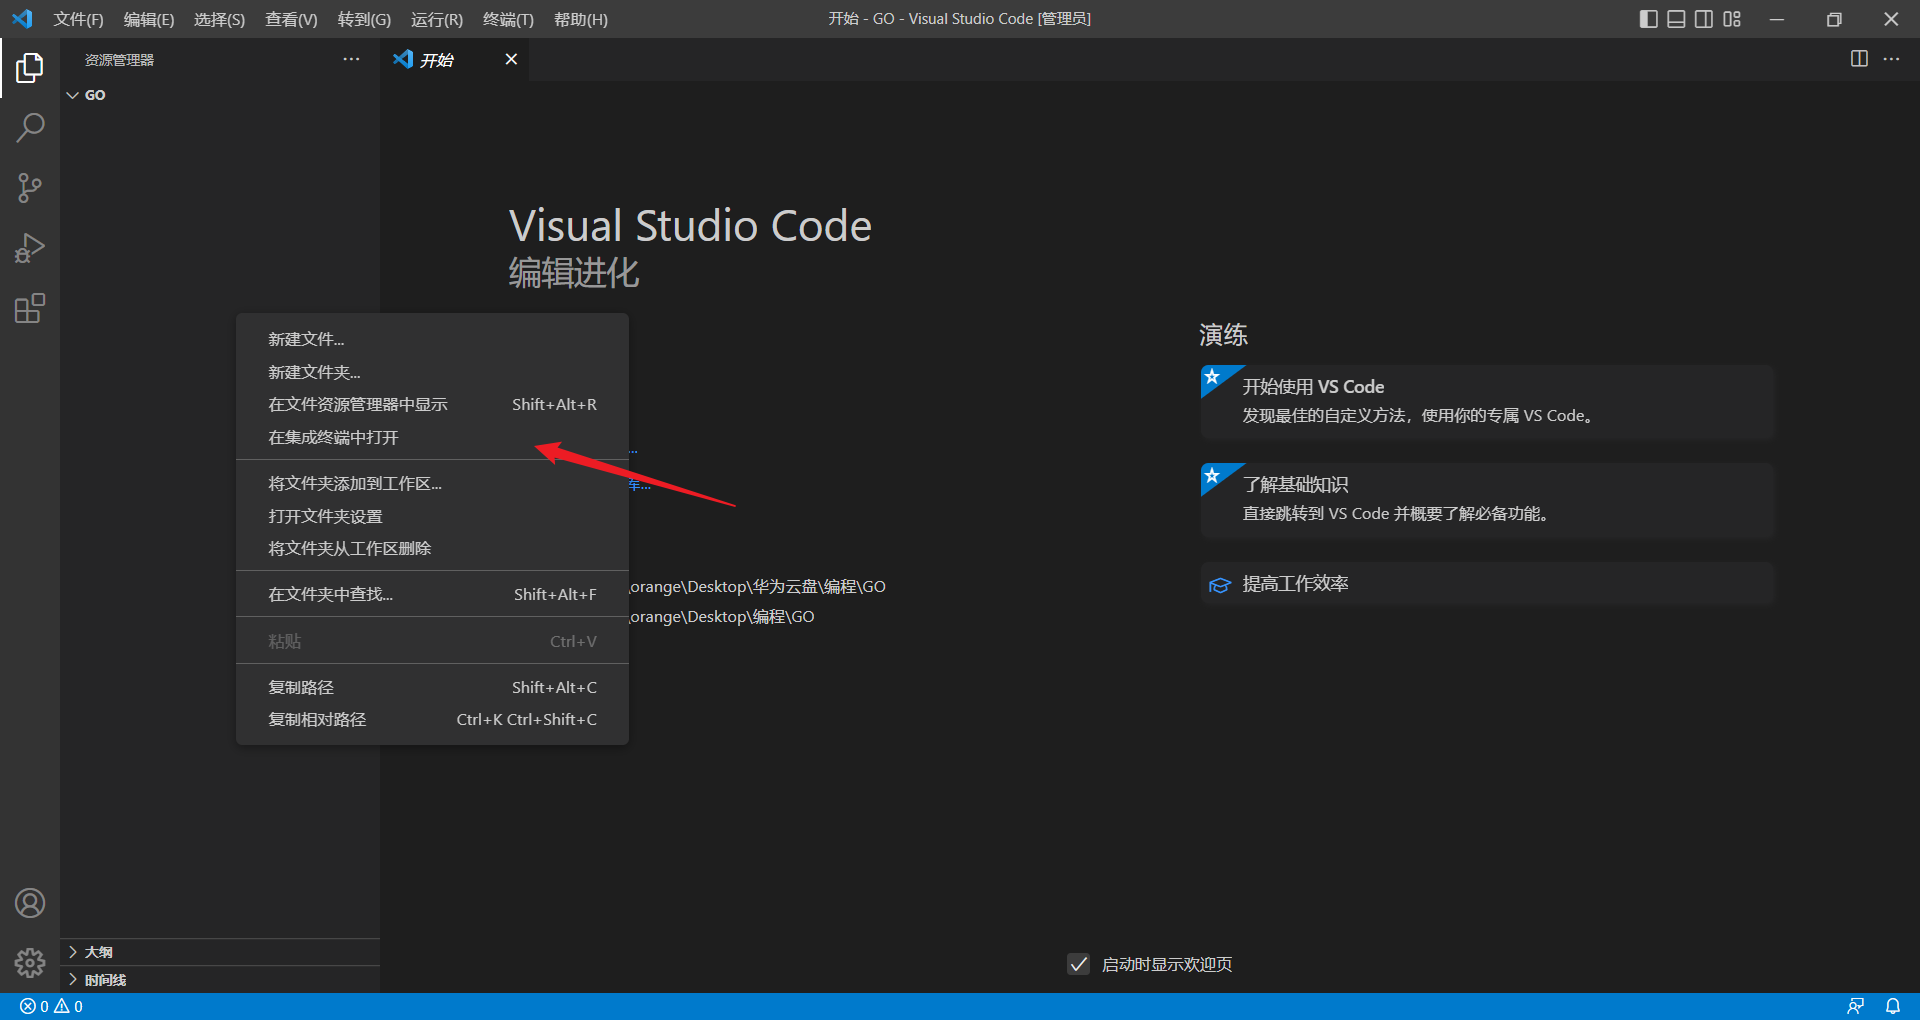 文件(F) 编辑(E) 选择(S) 查看(V) 转到(G) 运行(R) 终端(T) 帮助(H) 开始 - GO - Visual Studio Code [管理员]
资源管理器
开始
GO
Visual Studio Code
编辑进化
新建文件...
新建文件夹...
在文件资源管理器中显示 Shift+Alt+R
在集成终端中打开
将文件夹添加到工作区...
打开文件夹设置
将文件夹从工作区删除
在文件夹中查找... Shift+Alt+F
粘贴 Ctrl+V
复制路径 Shift+Alt+C
复制相对路径 Ctrl+K Ctrl+Shift+C
...
库...
\orange\Desktop\华为云盘\编程\GO
\orange\Desktop\编程\GO
演练
开始使用 VS Code
发现最佳的自定义方法，使用你的专属 VS Code。
了解基础知识
直接跳转到 VS Code 并概要了解必备功能。
提高工作效率
启动时显示欢迎页
大纲
时间线
0 0